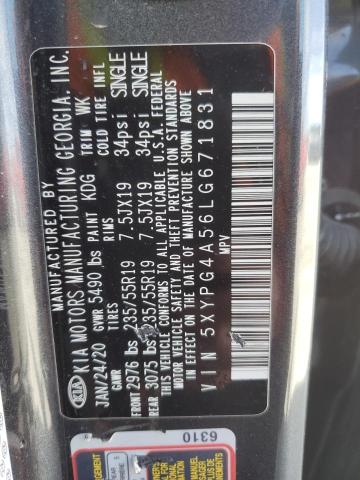 MANUFACTURED BY
KIA KIA MOTORS MANUFACTURING GEORGIA, INC.
JAN/24/20 PAINT KDG TRIM WK
GVWR 5490 lbs
GAWR TIRES RIMS COLD TIRE INFL
FRONT 2976 lbs 235/55R19 7.5JX19 34psi SINGLE
REAR 3075 lbs 235/55R19 7.5JX19 34psi SINGLE
THIS VEHICLE CONFORMS TO ALL APPLICABLE U.S.A. FEDERAL
MOTOR VEHICLE SAFETY AND THEFT PREVENTION STANDARDS
IN EFFECT ON THE DATE OF MANUFACTURE SHOWN ABOVE
VIN 5XYPG4A56LG671831
MPV
6310